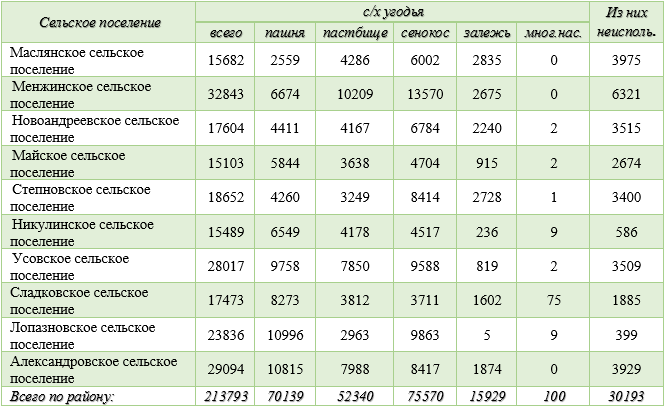 Сельское поселение с/х угодья Из них неисполь.
всего пашня пастбище сенокос залежь мног.нас.
Маслянское сельское поселение 15682 2559 4286 6002 2835 0 3975
Менжинское сельское поселение 32843 6674 10209 13570 2675 0 6321
Новоандреевское сельское поселение 17604 4411 4167 6784 2240 2 3515
Майское сельское поселение 15103 5844 3638 4704 915 2 2674
Степновское сельское поселение 18652 4260 3249 8414 2728 1 3400
Никулинское сельское поселение 15489 6549 4178 4517 236 9 586
Усовское сельское поселение 28017 9758 7850 9588 819 2 3509
Сладковское сельское поселение 17473 8273 3812 3711 1602 75 1885
Лопазновское сельское поселение 23836 10996 2963 9863 5 9 399
Александровское сельское поселение 29094 10815 7988 8417 1874 0 3929
Всего по району: 213793 70139 52340 75570 15929 100 30193